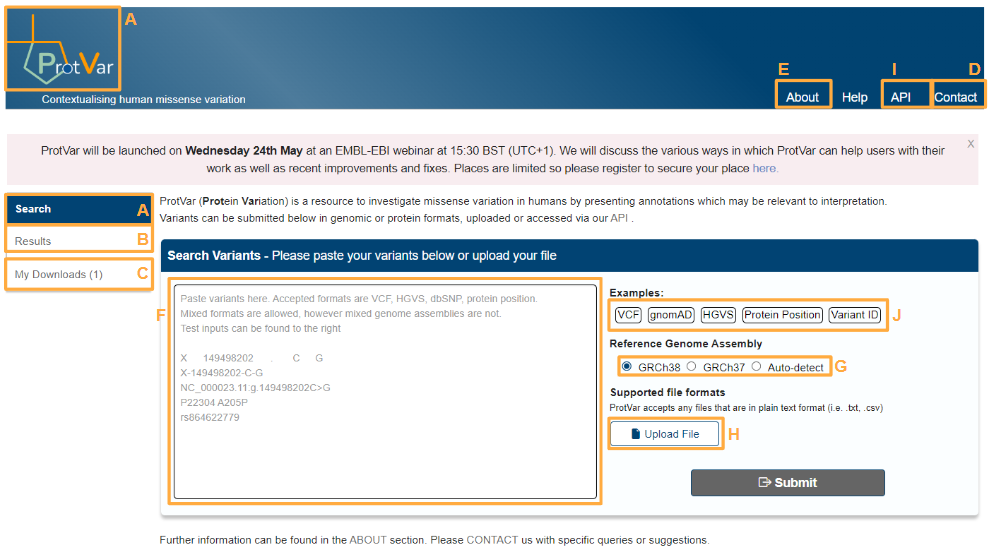 A
E
I
D
ProtVar
Contextualising human missense variation
About Help API Contact
ProtVar will be launched on Wednesday 24th May at an EMBL-EBI webinar at 15:30 BST (UTC+1). We will discuss the various ways in which ProtVar can help users with their X
work as well as recent improvements and fixes. Places are limited so please register to secure your place here.
Search A
Results B
My Downloads (1) C
ProtVar (Protein Variation) is a resource to investigate missense variation in humans by presenting annotations which may be relevant to interpretation.
Variants can be submitted below in genomic or protein formats, uploaded or accessed via our API .
Search Variants - Please paste your variants below or upload your file
F
Paste variants here. Accepted formats are VCF, HGVS, dbSNP, protein position.
Mixed formats are allowed, however mixed genome assemblies are not.
Test inputs can be found to the right
X 149498202 . C G
X-149498202-C-G
NC_000023.11:g.149498202C>G
P22304 A205P
rs864622779
Examples:
VCF gnomAD HGVS Protein Position Variant ID J
Reference Genome Assembly
GRCh38 GRCh37 Auto-detect G
Supported file formats
ProtVar accepts any files that are in plain text format (i.e. .txt, .csv)
Upload File H
Submit
Further information can be found in the ABOUT section. Please CONTACT us with specific queries or suggestions.